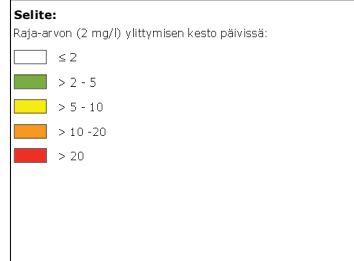 Selite:
Raja-arvon (2 mg/l) ylittymisen kesto päivissä:
≤ 2
> 2 - 5
> 5 - 10
> 10 -20
> 20